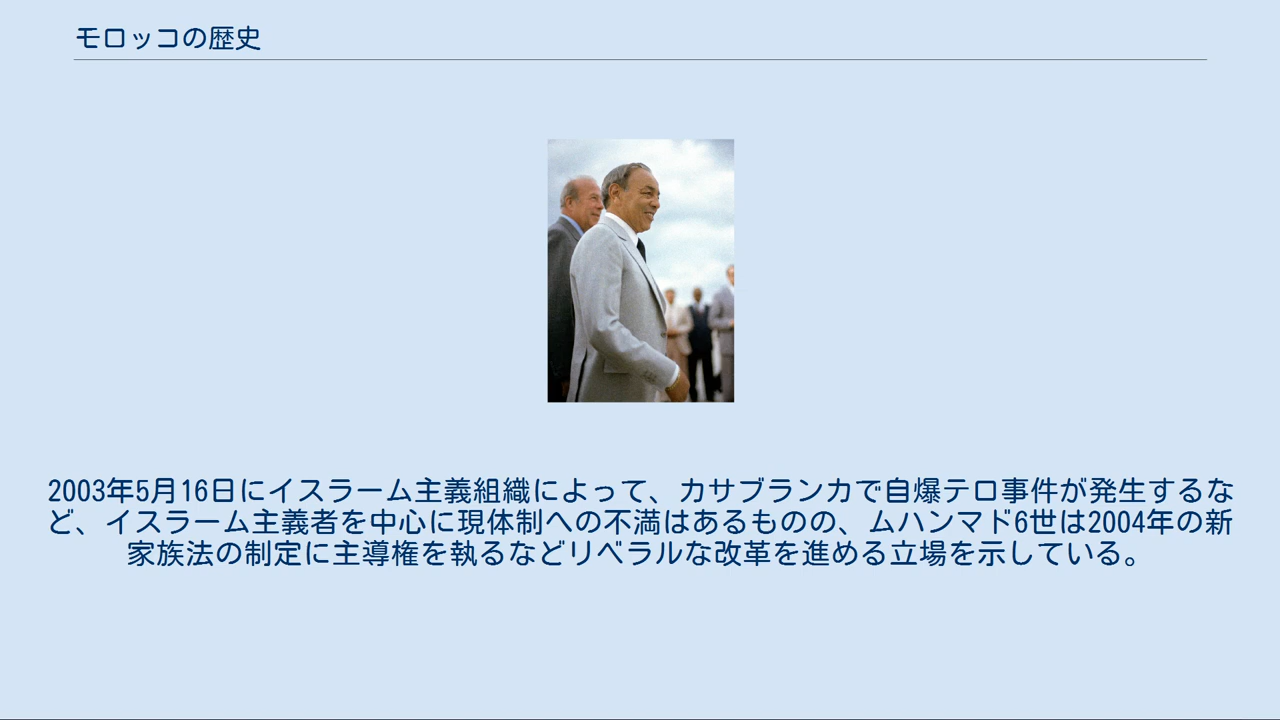 モロッコの歴史
2003年5月16日にイスラーム主義組織によって、カサブランカで自爆テロ事件が発生するな
ど、イスラーム主義者を中心に現体制への不満はあるものの、ムハンマド6世は2004年の新
家族法の制定に主導権を執るなどリベラルな改革を進める立場を示している。